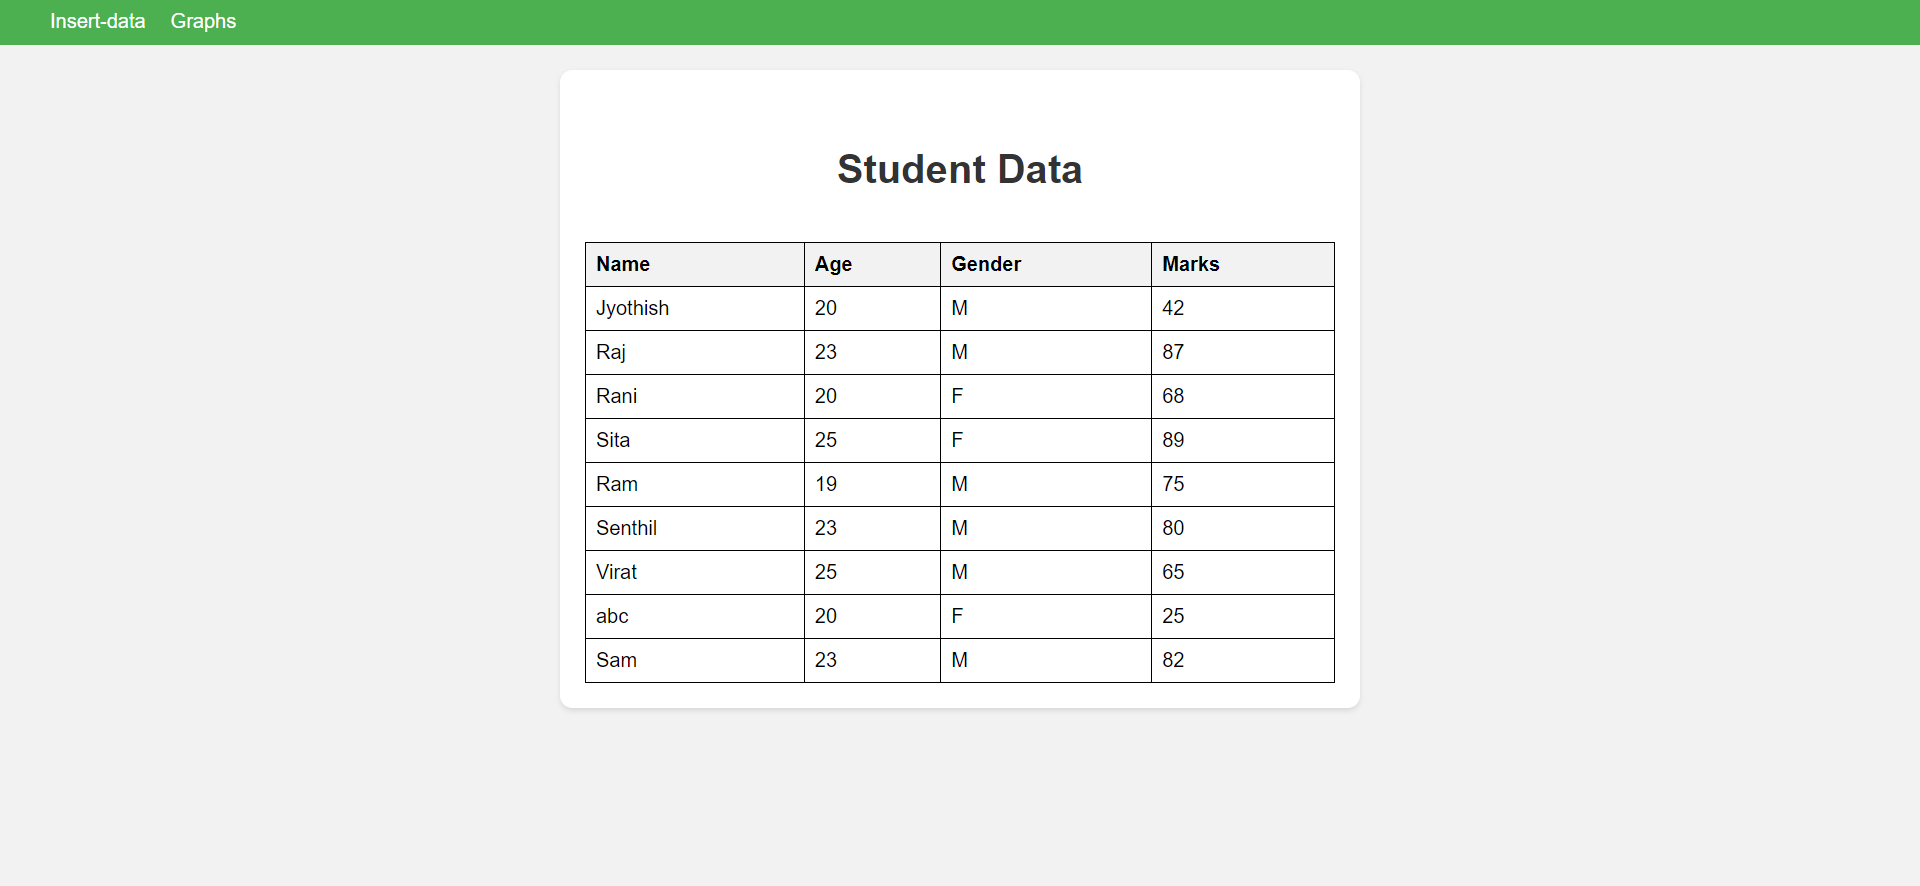 Insert-data Graphs
Student Data
Name Age Gender Marks
Jyothish 20 M 42
Raj 23 M 87
Rani 20 F 68
Sita 25 F 89
Ram 19 M 75
Senthil 23 M 80
Virat 25 M 65
abc 20 F 25
Sam 23 M 82